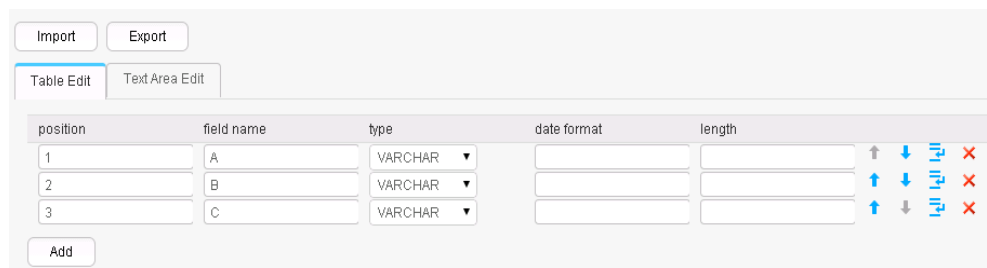 Import Export
Table Edit Text Area Edit
position field name type date format length
1 A VARCHAR
2 B VARCHAR
3 C VARCHAR
Add